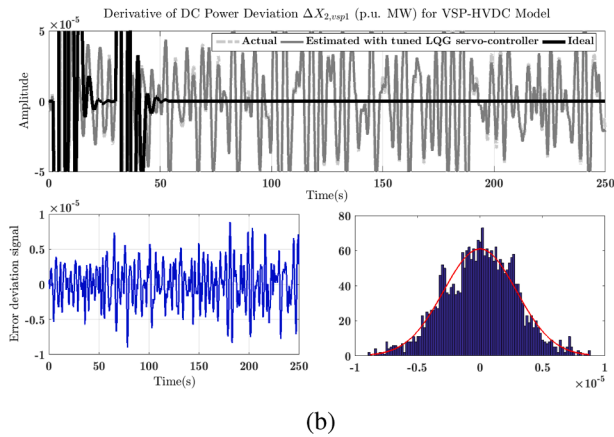 Derivative of DC Power Deviation ΔX2,vsp1 (p.u. MW) for VSP-HVDC Model
5 ×10^-5
Actual Estimated with tuned LQG servo-controller Ideal
Amplitude
0
-5
0 50 100 150 200 250
Time(s)
1 ×10^-5
0.5
0
-0.5
-1
Error deviation signal
0 50 100 150 200 250
Time(s)
80
60
40
20
0
-1 -0.5 0 0.5 1
×10^-5
(b)